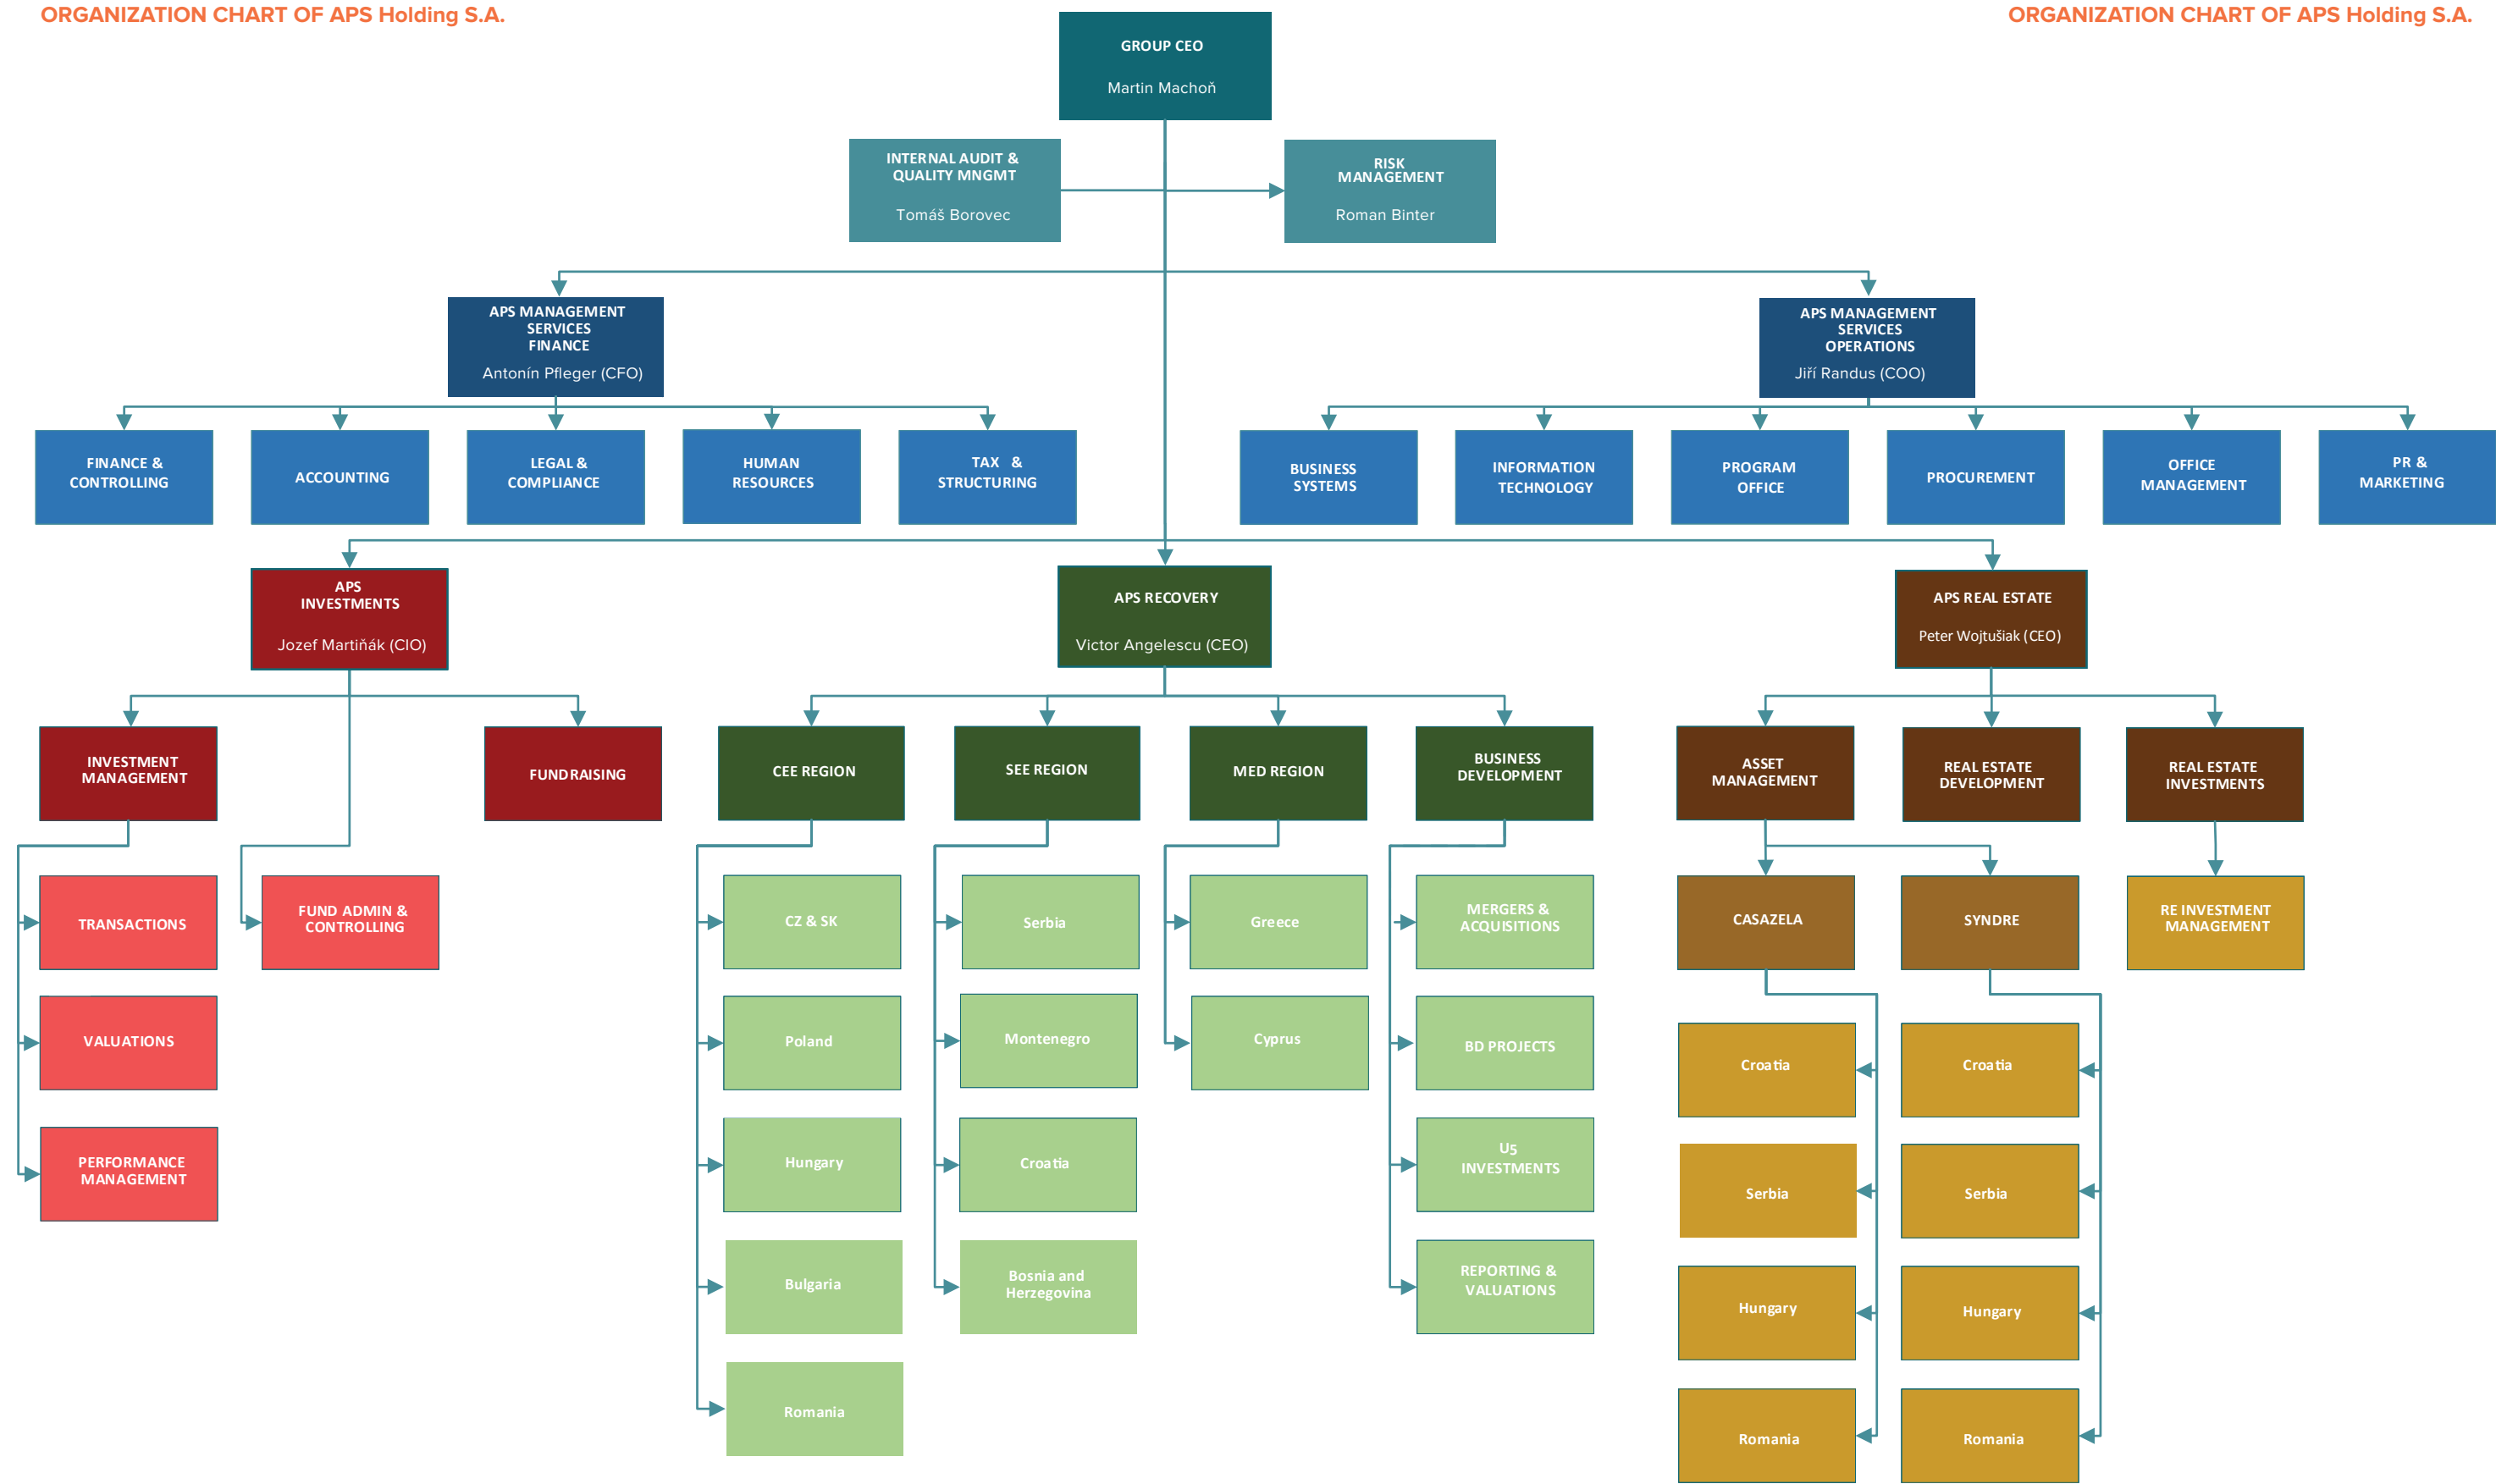 ORGANIZATION CHART OF APS Holding S.A.
ORGANIZATION CHART OF APS Holding S.A.
GROUP CEO
Martin Machoň
INTERNAL AUDIT &
QUALITY MNGMT
Tomáš Borovec
RISK
MANAGEMENT
Roman Binter
APS MANAGEMENT
SERVICES
FINANCE
Antonín Pfleger (CFO)
APS MANAGEMENT
SERVICES
OPERATIONS
Jiří Randus (COO)
FINANCE &
CONTROLLING
ACCOUNTING
LEGAL &
COMPLIANCE
HUMAN
RESOURCES
TAX &
STRUCTURING
BUSINESS
SYSTEMS
INFORMATION
TECHNOLOGY
PROGRAM
OFFICE
PROCUREMENT
OFFICE
MANAGEMENT
PR &
MARKETING
APS
INVESTMENTS
Jozef Martiňák (CIO)
APS RECOVERY
Victor Angelescu (CEO)
APS REAL ESTATE
Peter Wojtušiak (CEO)
INVESTMENT
MANAGEMENT
FUNDRAISING
CEE REGION
SEE REGION
MED REGION
BUSINESS
DEVELOPMENT
ASSET
MANAGEMENT
REAL ESTATE
DEVELOPMENT
REAL ESTATE
INVESTMENTS
TRANSACTIONS
FUND ADMIN &
CONTROLLING
CZ & SK
Serbia
Greece
MERGERS &
ACQUISITIONS
CASAZELA
SYNDRE
RE INVESTMENT
MANAGEMENT
VALUATIONS
Poland
Montenegro
Cyprus
BD PROJECTS
Croatia
Croatia
PERFORMANCE
MANAGEMENT
Hungary
Croatia
U5
INVESTMENTS
Serbia
Serbia
Bulgaria
Bosnia and
Herzegovina
REPORTING &
VALUATIONS
Hungary
Hungary
Romania
Romania
Romania